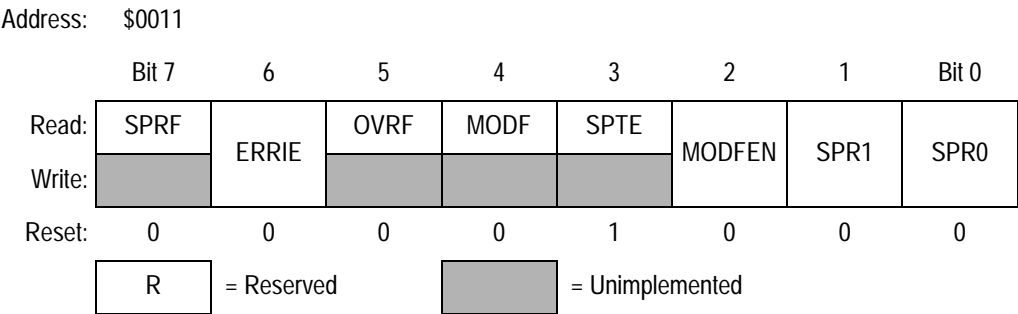 Address: $0011
Bit 7 6 5 4 3 2 1 Bit 0
Read: SPRF ERRIE OVRF MODF SPTE MODFEN SPR1 SPR0
Write:
Reset: 0 0 0 0 1 0 0 0
R = Reserved = Unimplemented